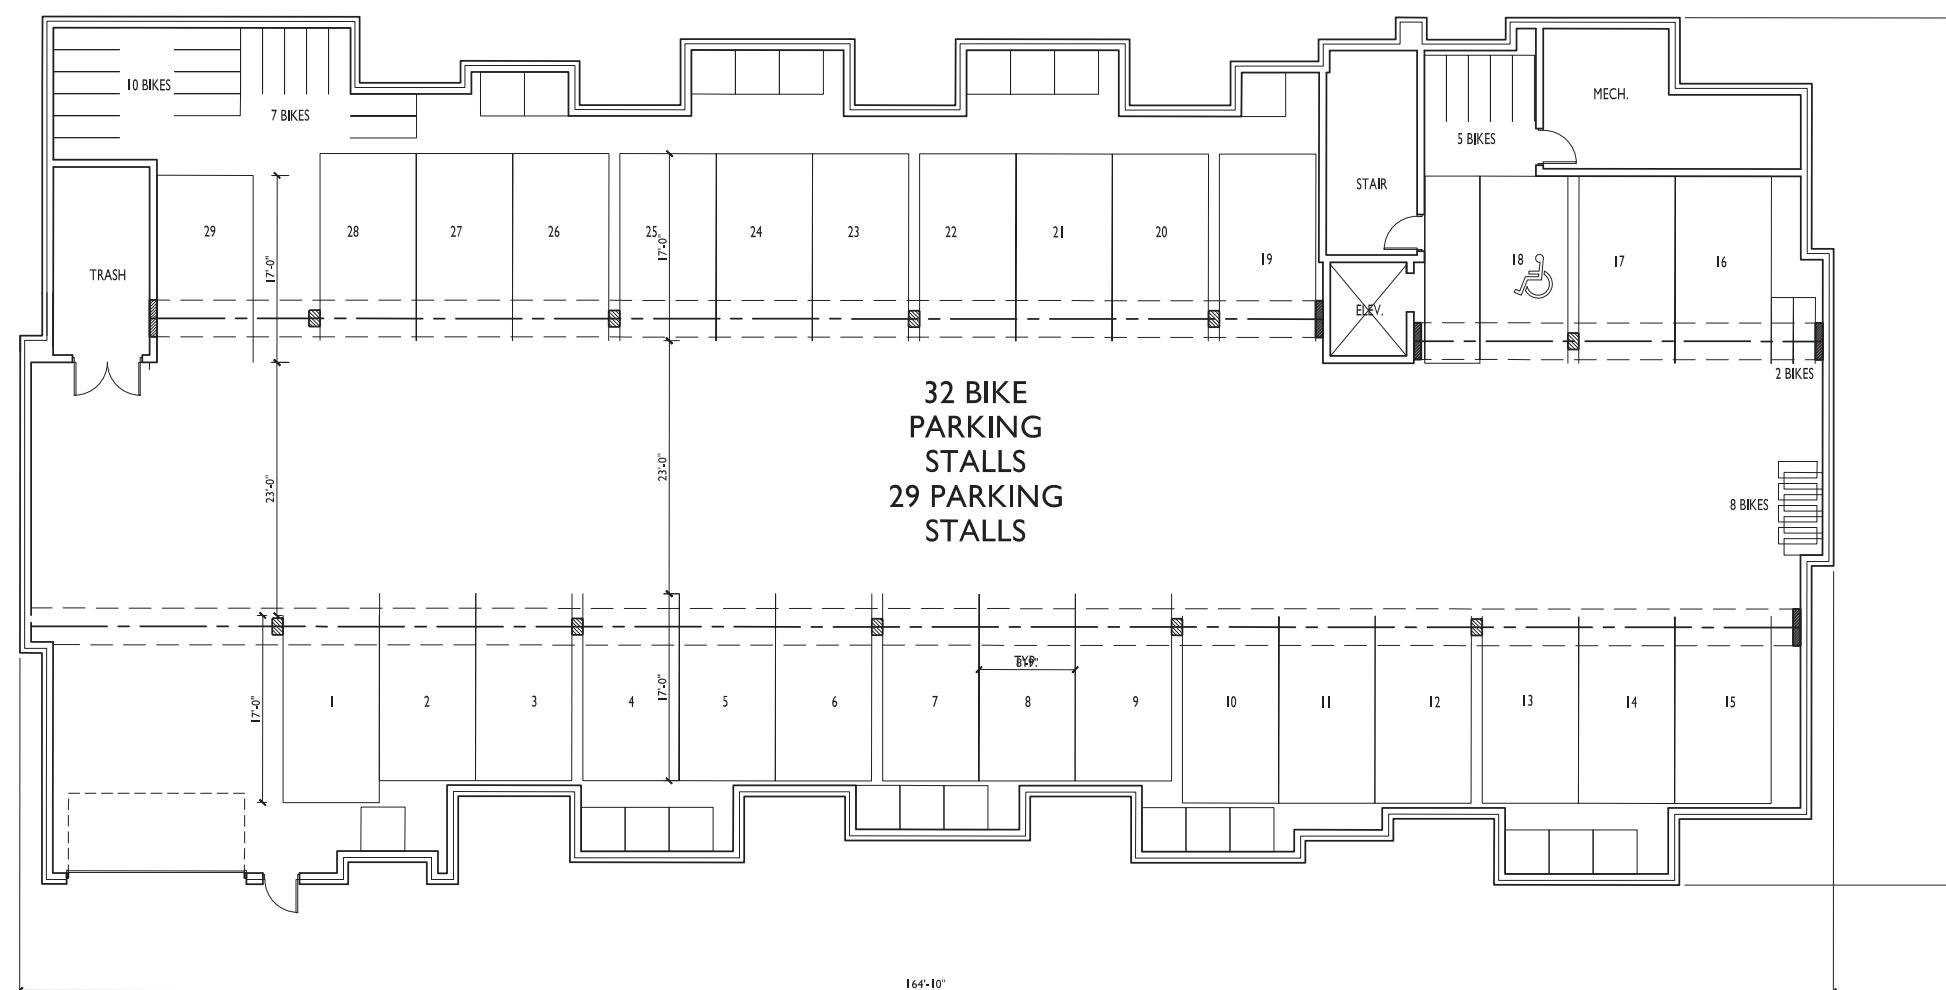 10 BIKES
7 BIKES
5 BIKES
MECH.
STAIR
TRASH
29
28
27
26
25
24
23
22
21
20
19
18
17
16
17'-0"
17'-0"
ELEV.
2 BIKES
32 BIKE
PARKING
STALLS
29 PARKING
STALLS
23'-0"
23'-0"
8 BIKES
TYP.
17'-0"
17'-0"
1
2
3
4
5
6
7
8
9
10
11
12
13
14
15
164'-10"